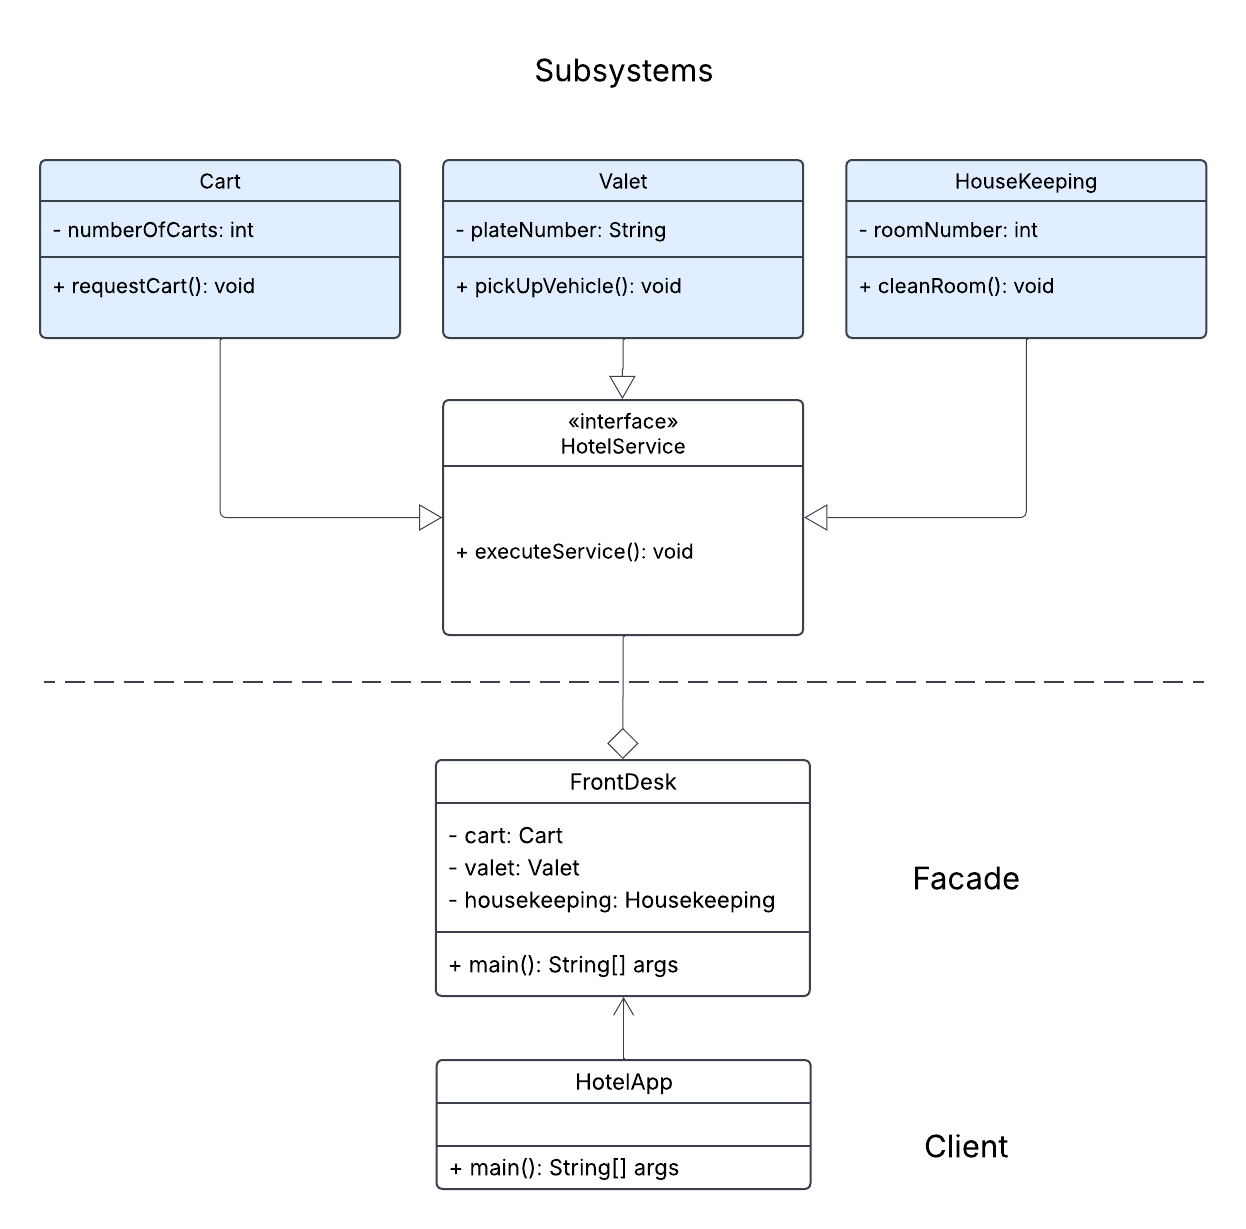 Subsystems
Cart
- numberOfCarts: int
+ requestCart(): void
Valet
- plateNumber: String
+ pickUpVehicle(): void
HouseKeeping
- roomNumber: int
+ cleanRoom(): void
«interface»
HotelService
+ executeService(): void
FrontDesk
- cart: Cart
- valet: Valet
- housekeeping: Housekeeping
+ main(): String[] args
Facade
HotelApp
+ main(): String[] args
Client